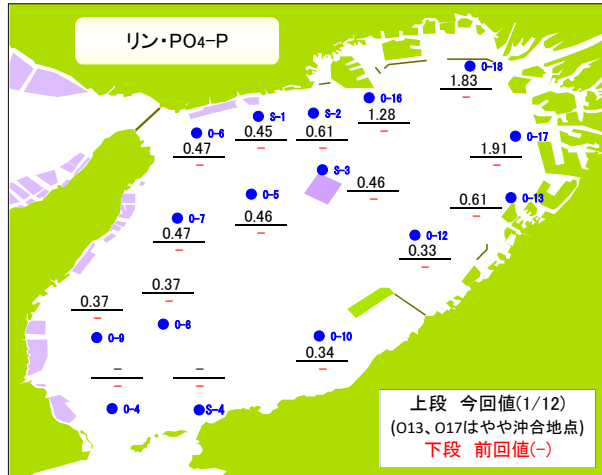 リン・PO4-P
O-18
1.83
−
O-16
1.28
−
S-1
0.45
−
S-2
0.61
−
O-6
0.47
−
O-17
1.91
−
S-3
0.46
−
O-5
0.46
−
O-13
0.61
−
O-7
0.47
−
O-12
0.33
−
0.37
−
O-8
0.37
−
O-9
O-10
0.34
−
−
−
O-4
−
−
S-4
上段 今回値(1/12)
(O13、O17はやや沖合地点)
下段 前回値(−)